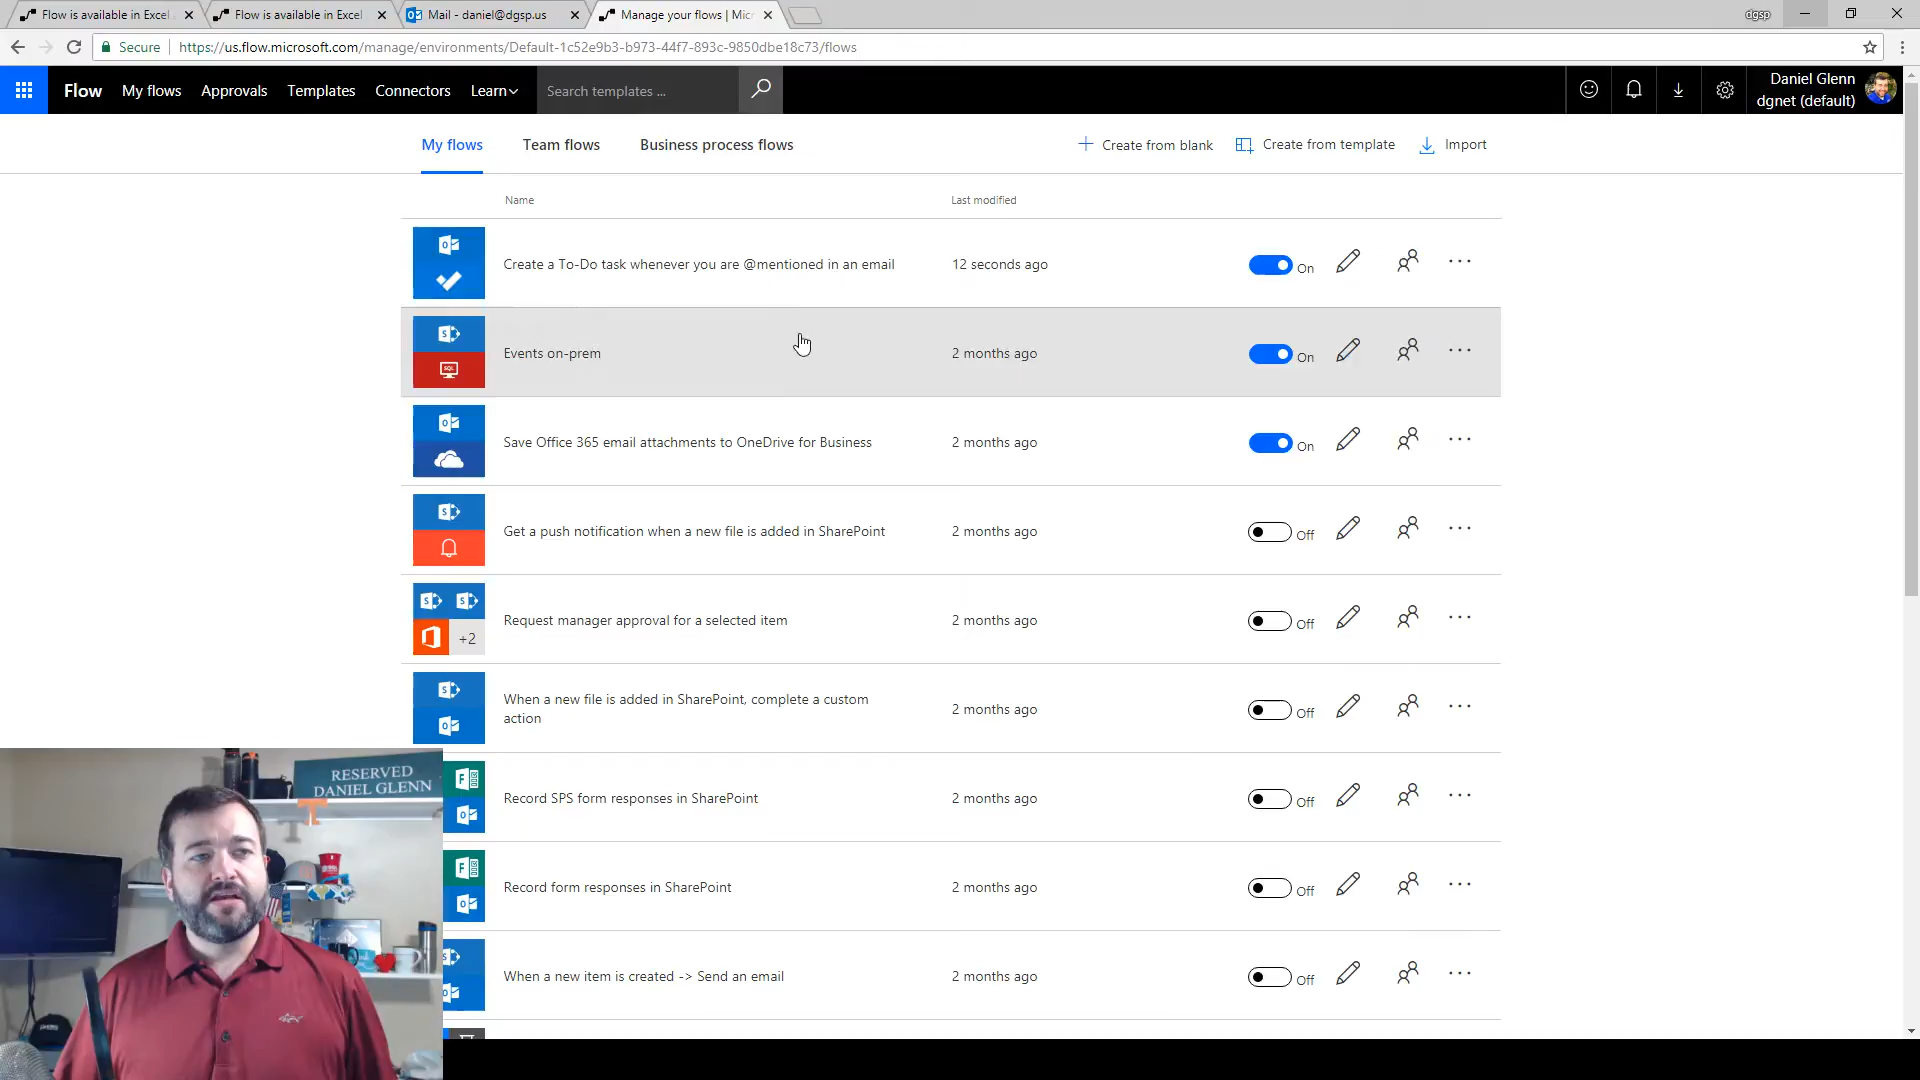 Flow is available in Excel
Flow is available in Excel
Mail - daniel@dgsp.us
Manage your flows | Mic
dgsp
Secure
https://us.flow.microsoft.com/manage/environments/Default-1c52e9b3-b973-44f7-893c-9850dbe18c73/flows
Flow
My flows
Approvals
Templates
Connectors
Learn
Search templates ...
Daniel Glenn
dgnet (default)
My flows
Team flows
Business process flows
Create from blank
Create from template
Import
Name
Last modified
Create a To-Do task whenever you are @mentioned in an email
12 seconds ago
On
Events on-prem
2 months ago
On
SQL
Save Office 365 email attachments to OneDrive for Business
2 months ago
On
Get a push notification when a new file is added in SharePoint
2 months ago
Off
Request manager approval for a selected item
2 months ago
Off
+2
When a new file is added in SharePoint, complete a custom
action
2 months ago
Off
Record SPS form responses in SharePoint
2 months ago
Off
Record form responses in SharePoint
2 months ago
Off
When a new item is created -> Send an email
2 months ago
Off
RESERVED
DANIEL GLENN